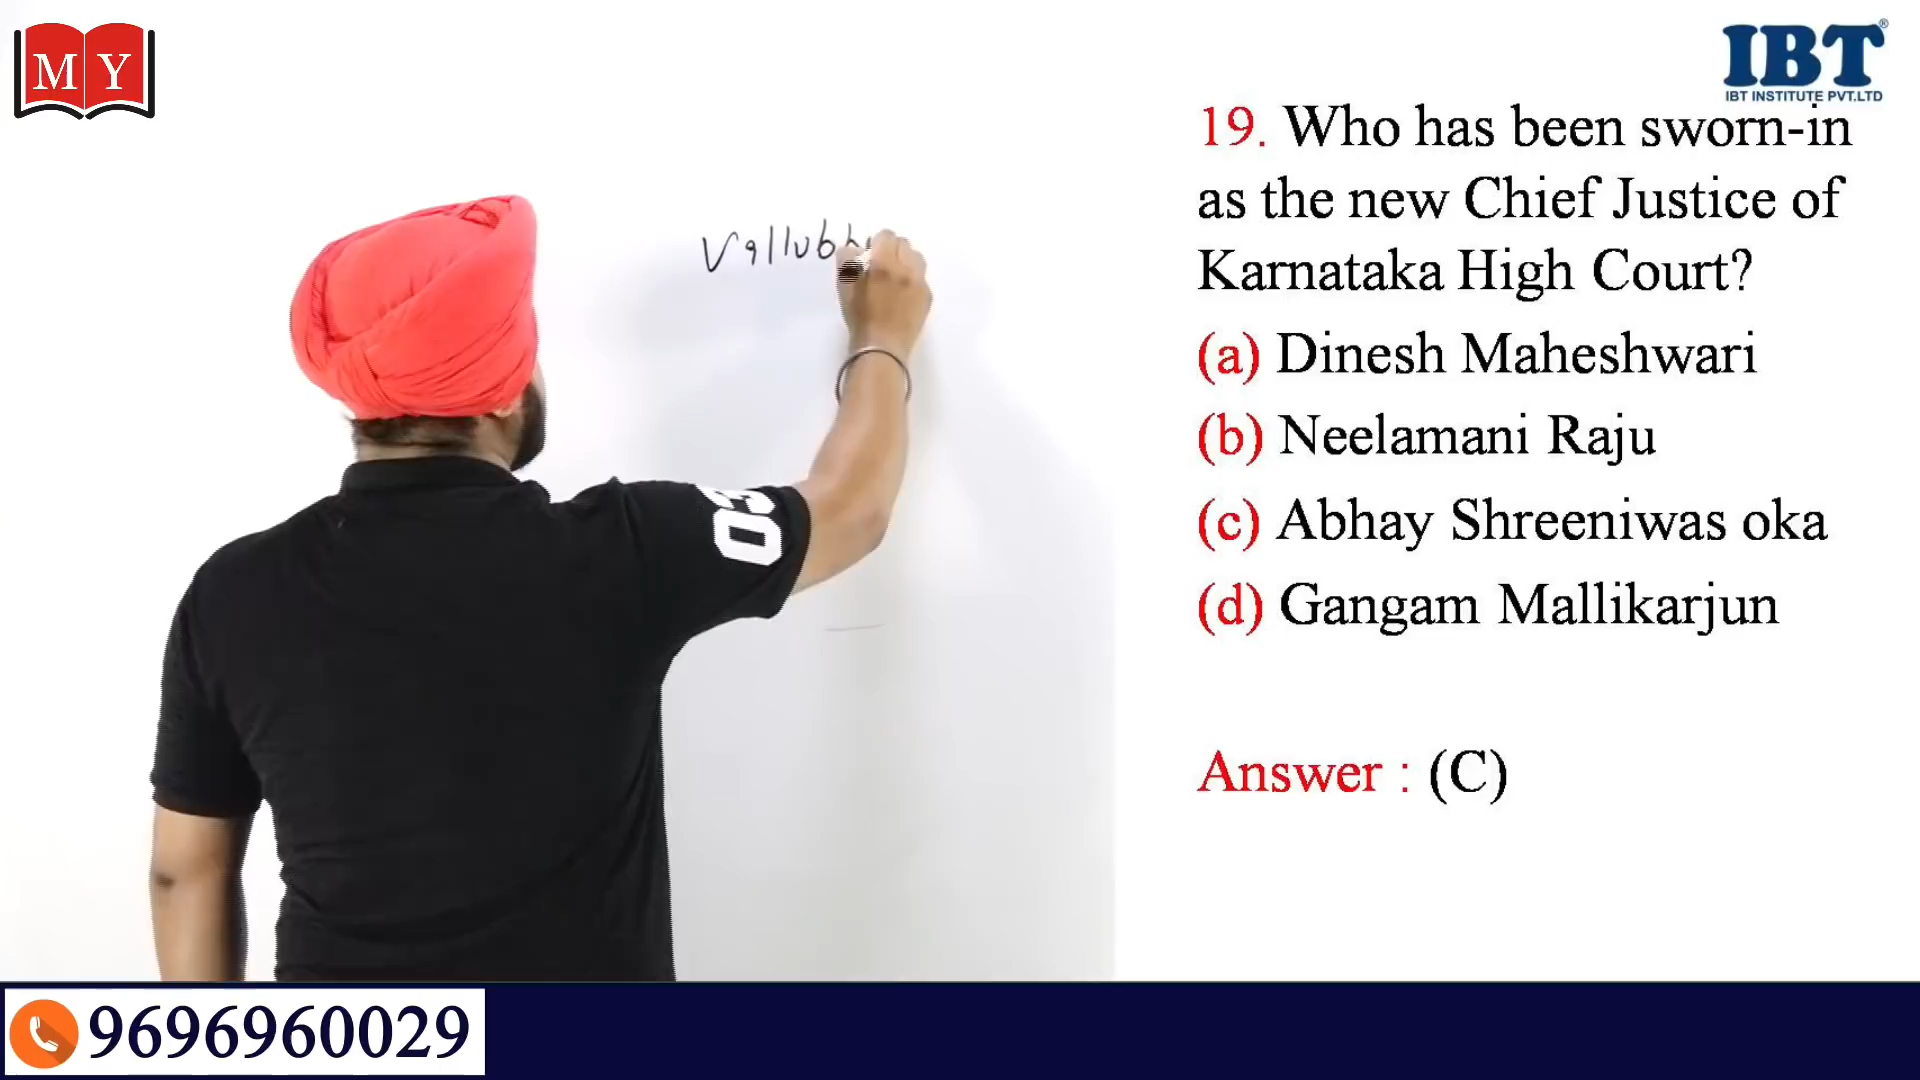 M Y
IBT
IBT INSTITUTE PVT.LTD
19. Who has been sworn-in
as the new Chief Justice of
Karnataka High Court?
(a) Dinesh Maheshwari
(b) Neelamani Raju
(c) Abhay Shreeniwas oka
(d) Gangam Mallikarjun
Answer : (C)
03
9696960029